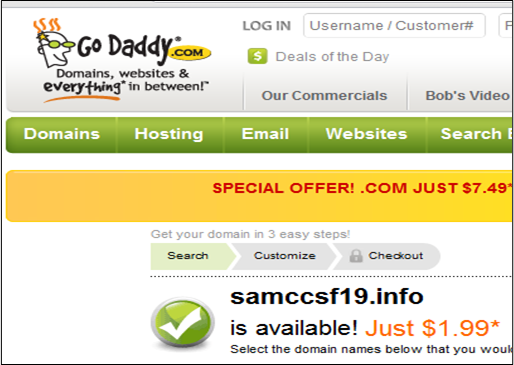 LOG IN Username / Customer#
Go Daddy .COM
Deals of the Day
Domains, websites &
everything* in between!™
Our Commercials Bob's Video
Domains Hosting Email Websites Search
SPECIAL OFFER! .COM JUST $7.49*
Get your domain in 3 easy steps!
Search Customize Checkout
samccsf19.info
is available! Just $1.99*
Select the domain names below that you would